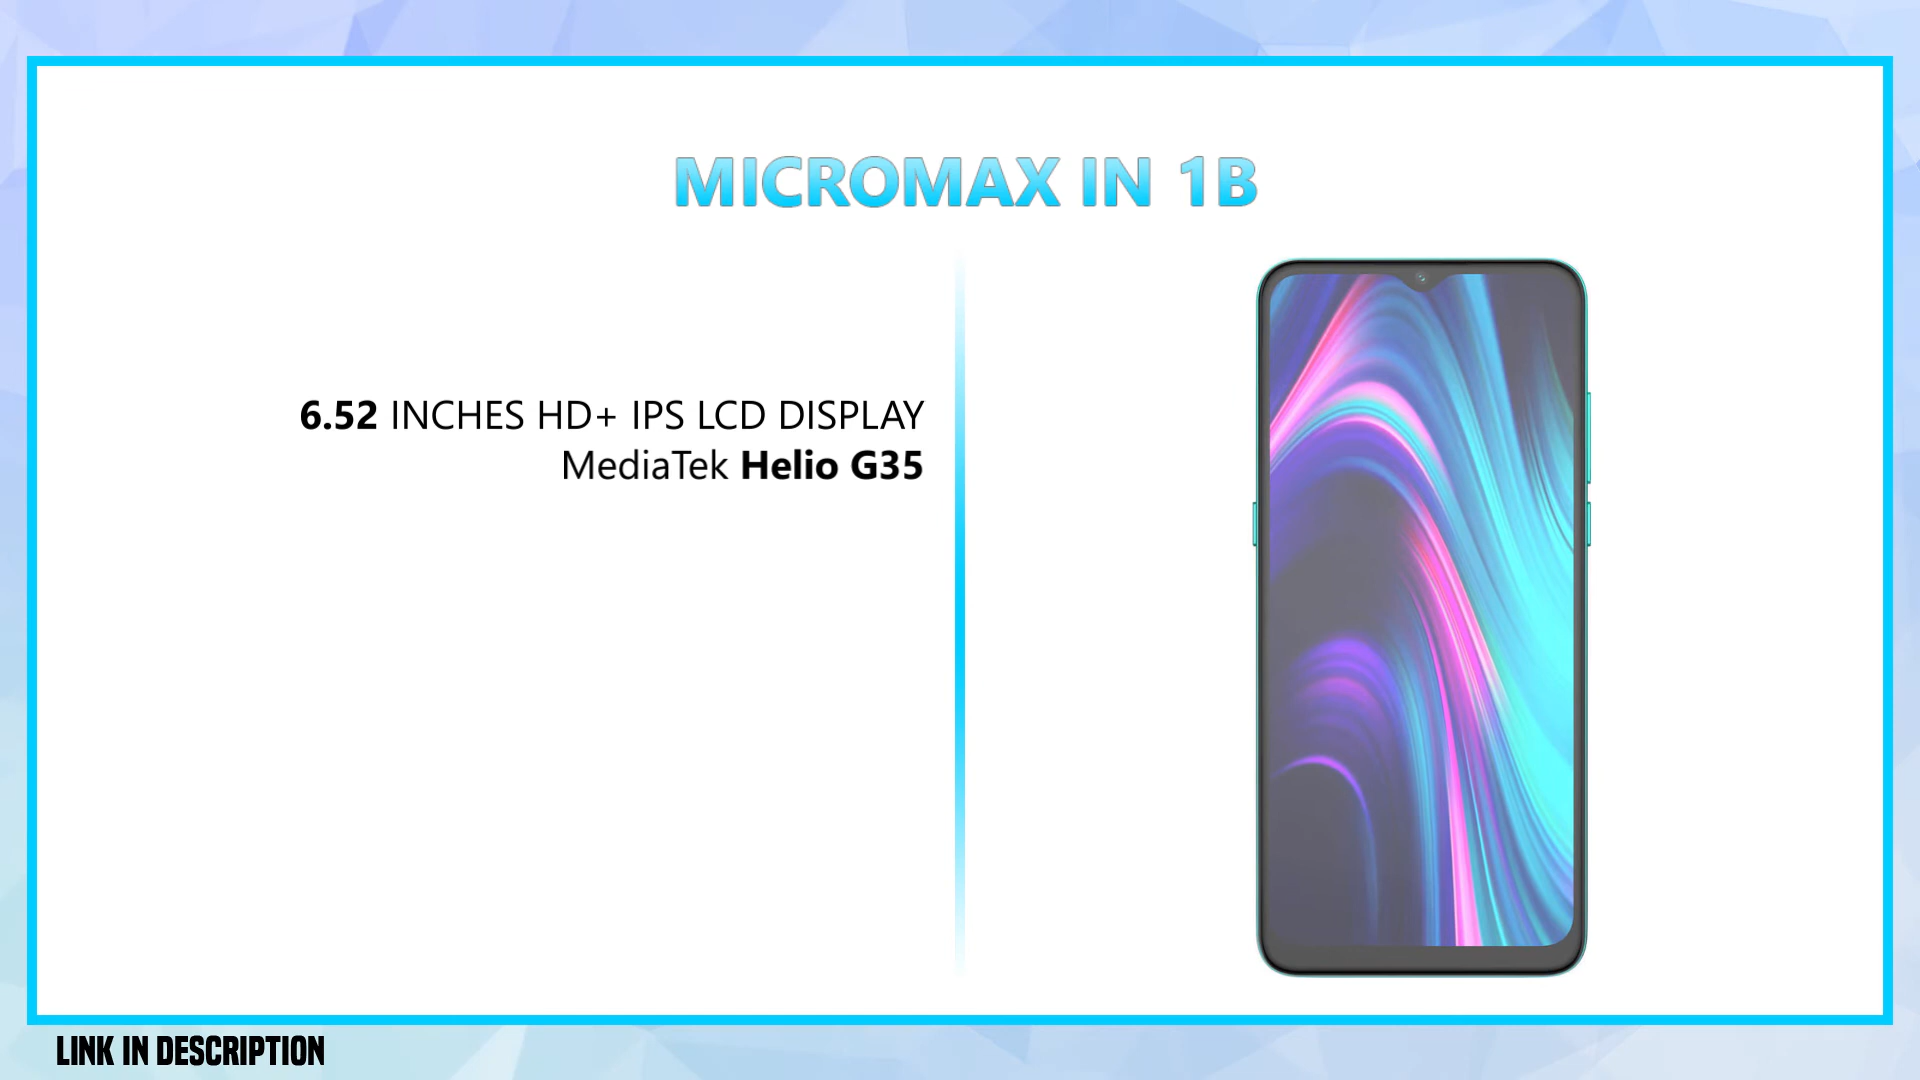 MICROMAX IN 1B
6.52 INCHES HD+ IPS LCD DISPLAY
MediaTek Helio G35
LINK IN DESCRIPTION